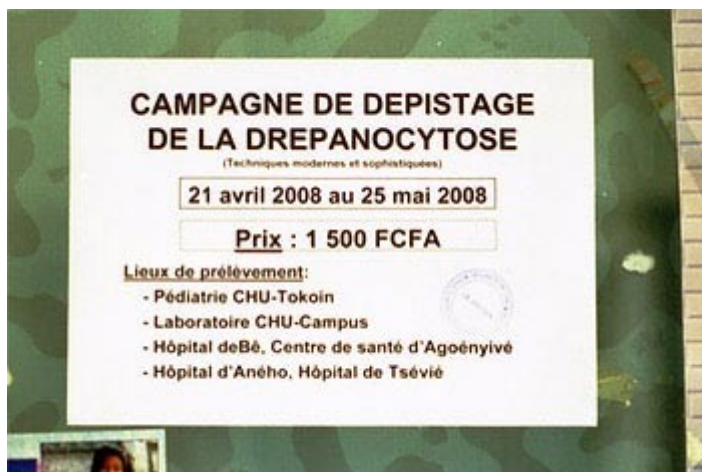 CAMPAGNE DE DEPISTAGE
DE LA DREPANOCYTOSE
(Techniques modernes et sophistiquées)
21 avril 2008 au 25 mai 2008
Prix : 1 500 FCFA
Lieux de prélèvement:
- Pédiatrie CHU-Tokoin
- Laboratoire CHU-Campus
- Hôpital deBê, Centre de santé d'Agoényivé
- Hôpital d'Aného, Hôpital de Tsévié